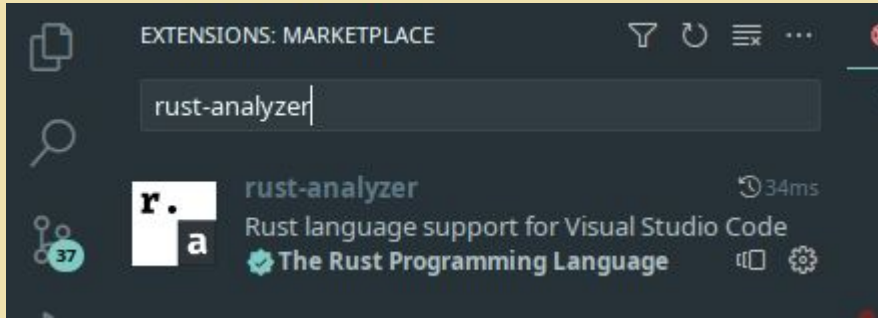 EXTENSIONS: MARKETPLACE
rust-analyzer
r. a
rust-analyzer 34ms
Rust language support for Visual Studio Code
The Rust Programming Language
37